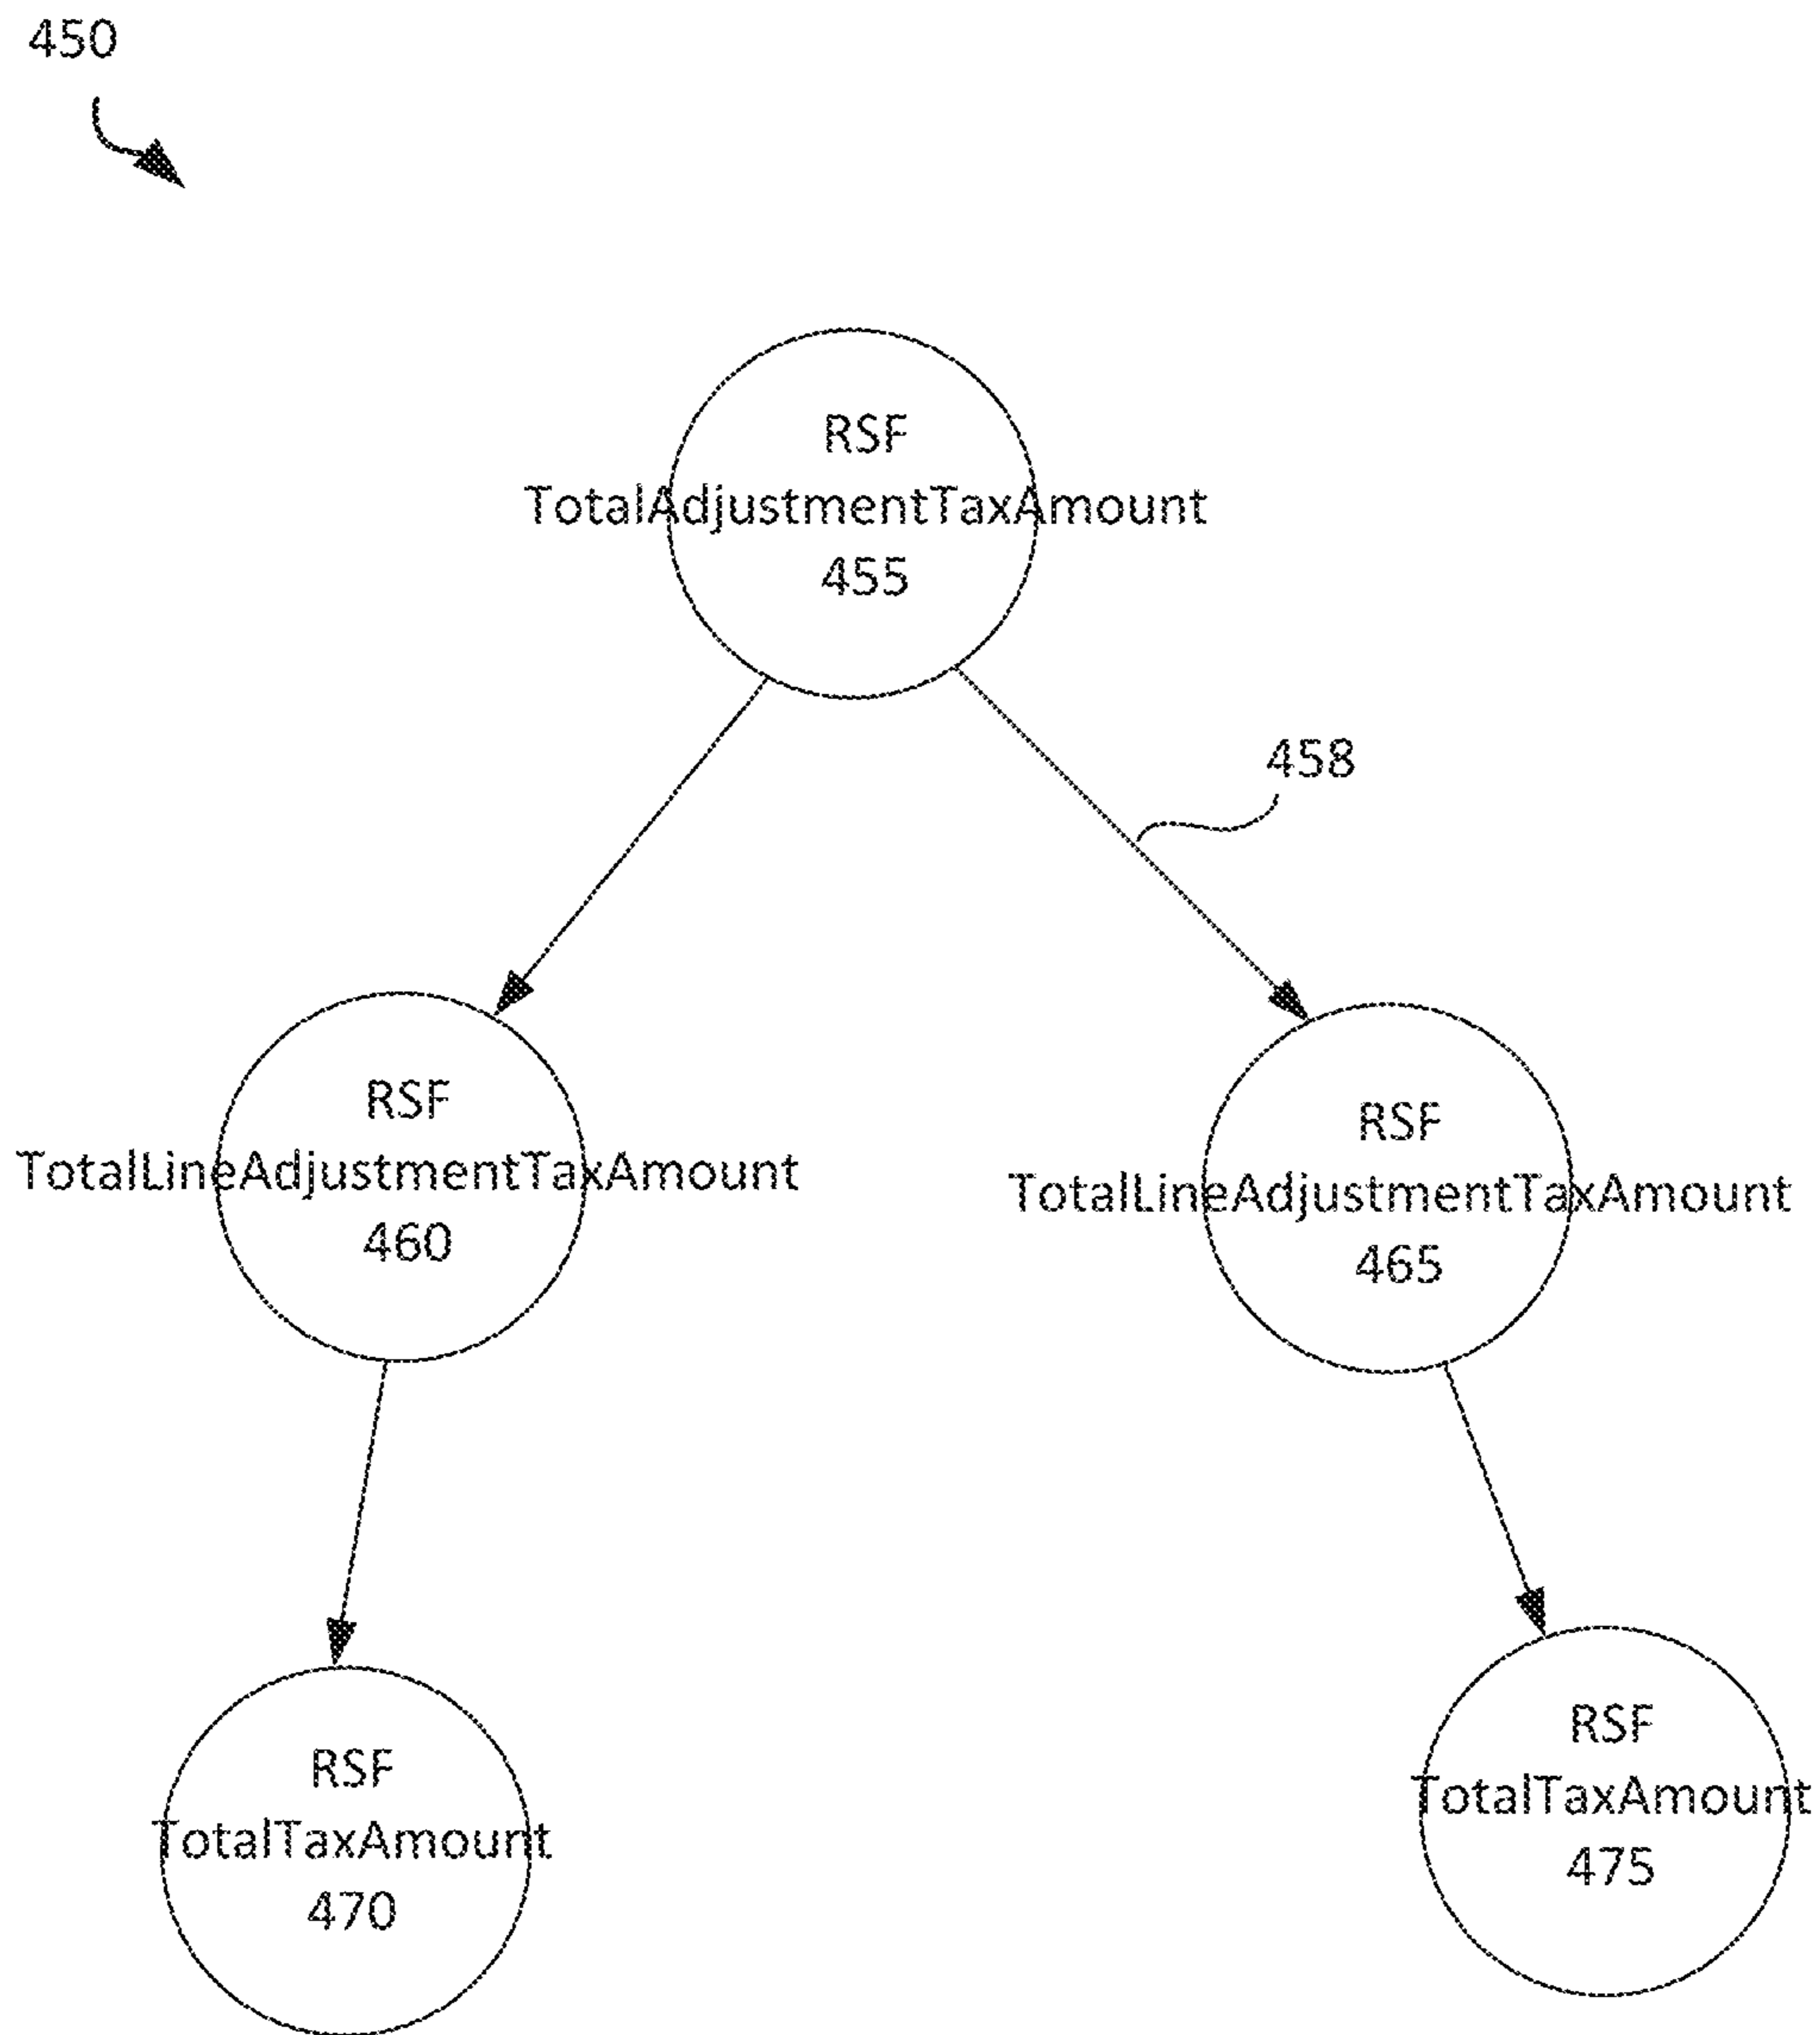 450
RSF
TotalAdjustmentTaxAmount
455
458
RSF
TotalLineAdjustmentTaxAmount
460
RSF
TotalLineAdjustmentTaxAmount
465
RSF
TotalTaxAmount
470
RSF
TotalTaxAmount
475